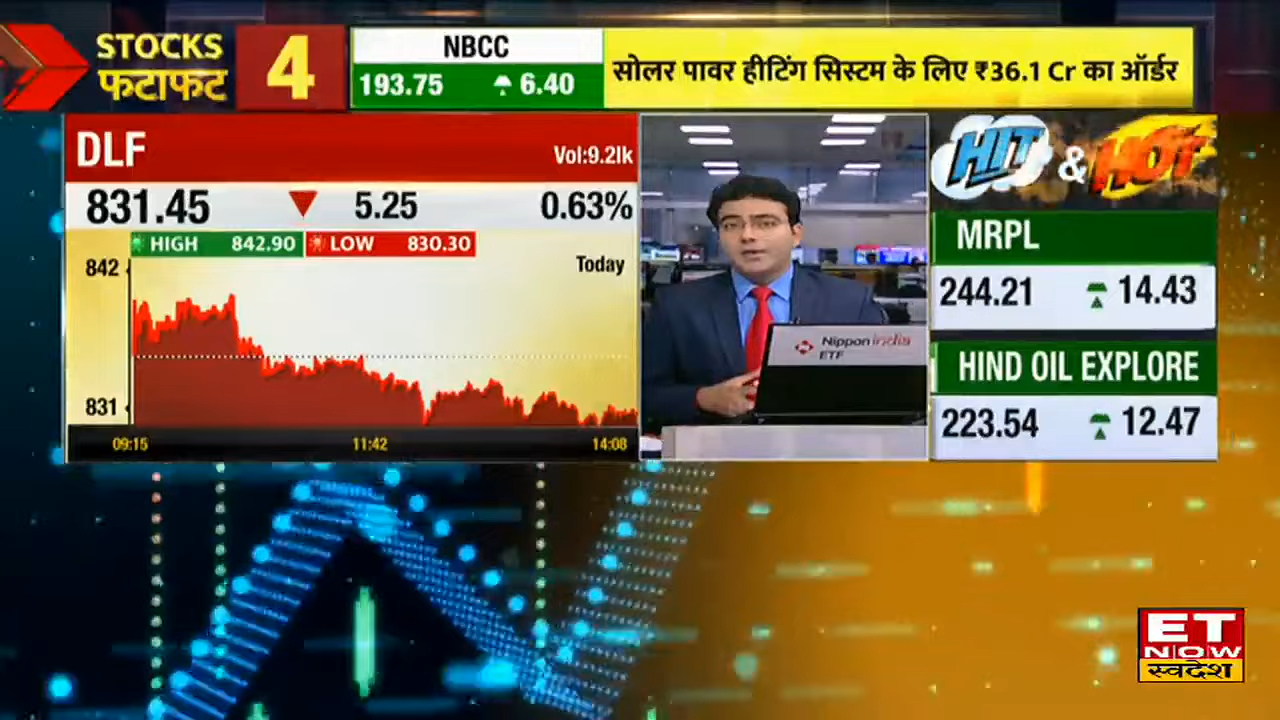 STOCKS
फटाफट
4
NBCC
193.75 6.40
सोलर पावर हीटिंग सिस्टम के लिए ₹36.1 Cr का ऑर्डर
DLF
Vol:9.2lk
831.45 5.25 0.63%
HIGH 842.90 LOW 830.30
Today
842
831
09:15 11:42 14:08
Nippon india
ETF
HIT & HOT
MRPL
244.21 14.43
HIND OIL EXPLORE
223.54 12.47
ET
NOW
स्वदेश